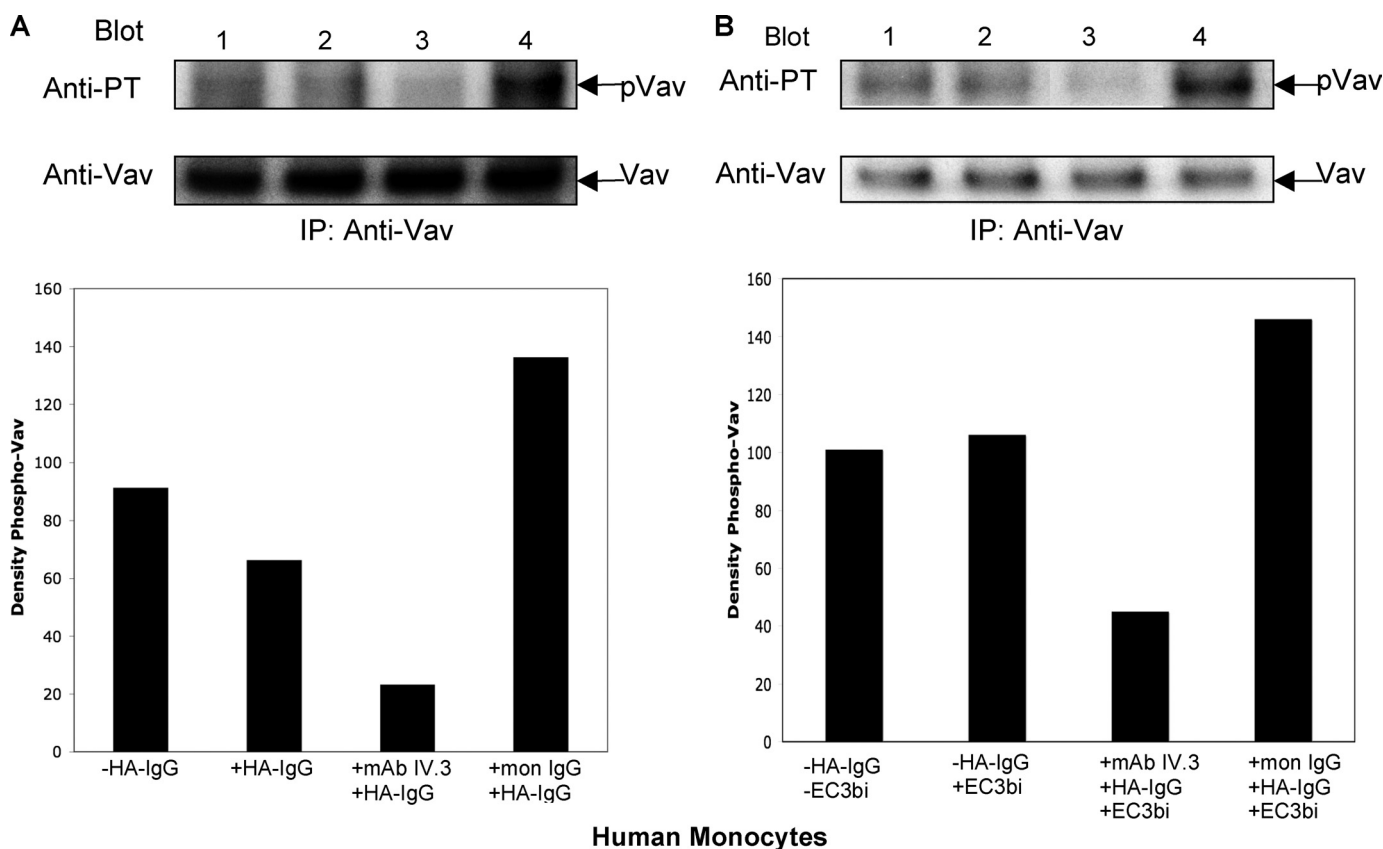 A
Blot
1 2 3 4
Anti-PT
pVav
Anti-Vav
Vav
IP: Anti-Vav
160
140
120
100
80
60
40
20
0
Density Phospho-Vav
-HA-IgG
+HA-IgG
+mAb IV.3
+HA-IgG
+mon IgG
+HA-IgG
B
Blot
1 2 3 4
Anti-PT
pVav
Anti-Vav
Vav
IP: Anti-Vav
160
140
120
100
80
60
40
20
0
Density Phospho-Vav
-HA-IgG
-EC3bi
-HA-IgG
+EC3bi
+mAb IV.3
+HA-IgG
+EC3bi
+mon IgG
+HA-IgG
+EC3bi
Human Monocytes